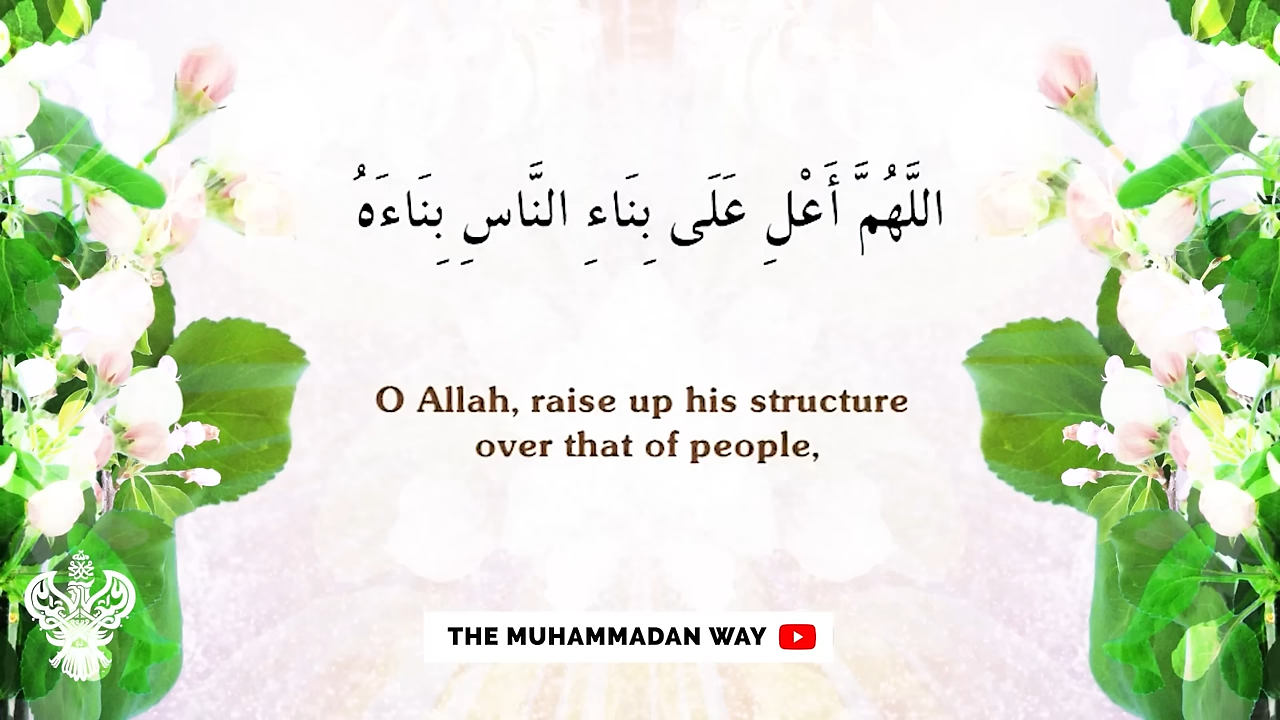 اللَّهُمَّ أَعْلِ عَلَى بِنَاءِ النَّاسِ بِنَاءَهُ
O Allah, raise up his structure
over that of people,
THE MUHAMMADAN WAY